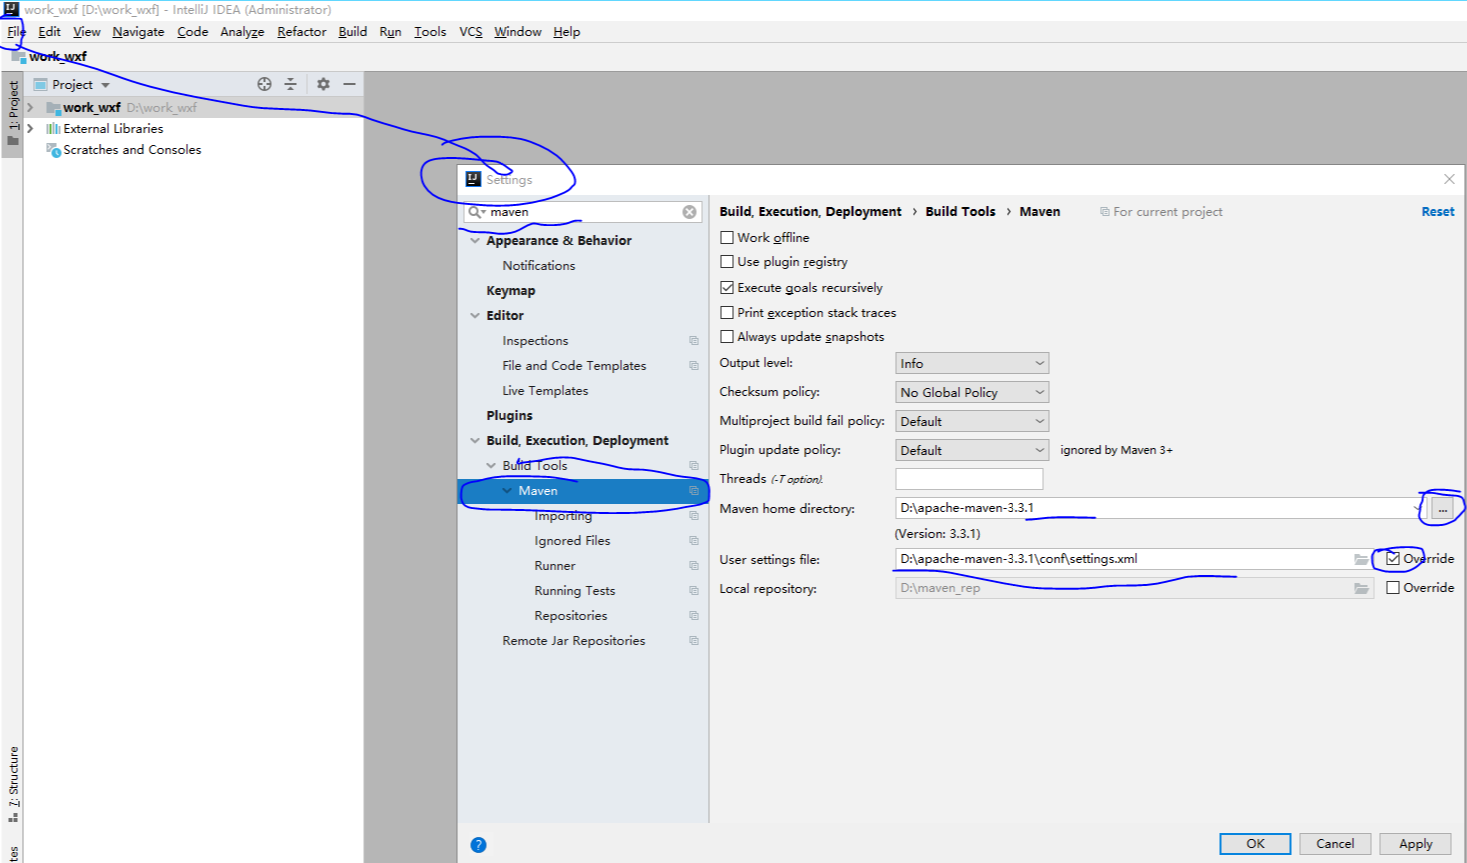 work_wxf [D:\work_wxf] - IntelliJ IDEA (Administrator)
File Edit View Navigate Code Analyze Refactor Build Run Tools VCS Window Help
work_wxf
1: Project
Project
work_wxf D:\work_wxf
External Libraries
Scratches and Consoles
7: Structure
Settings
maven
Appearance & Behavior
Notifications
Keymap
Editor
Inspections
File and Code Templates
Live Templates
Plugins
Build, Execution, Deployment
Build Tools
Maven
Importing
Ignored Files
Runner
Running Tests
Repositories
Remote Jar Repositories
Build, Execution, Deployment › Build Tools › Maven For current project Reset
Work offline
Use plugin registry
Execute goals recursively
Print exception stack traces
Always update snapshots
Output level: Info
Checksum policy: No Global Policy
Multiproject build fail policy: Default
Plugin update policy: Default ignored by Maven 3+
Threads (-T option).
Maven home directory: D:\apache-maven-3.3.1 ...
(Version: 3.3.1)
User settings file: D:\apache-maven-3.3.1\conf\settings.xml Override
Local repository: D:\maven_rep Override
? OK Cancel Apply